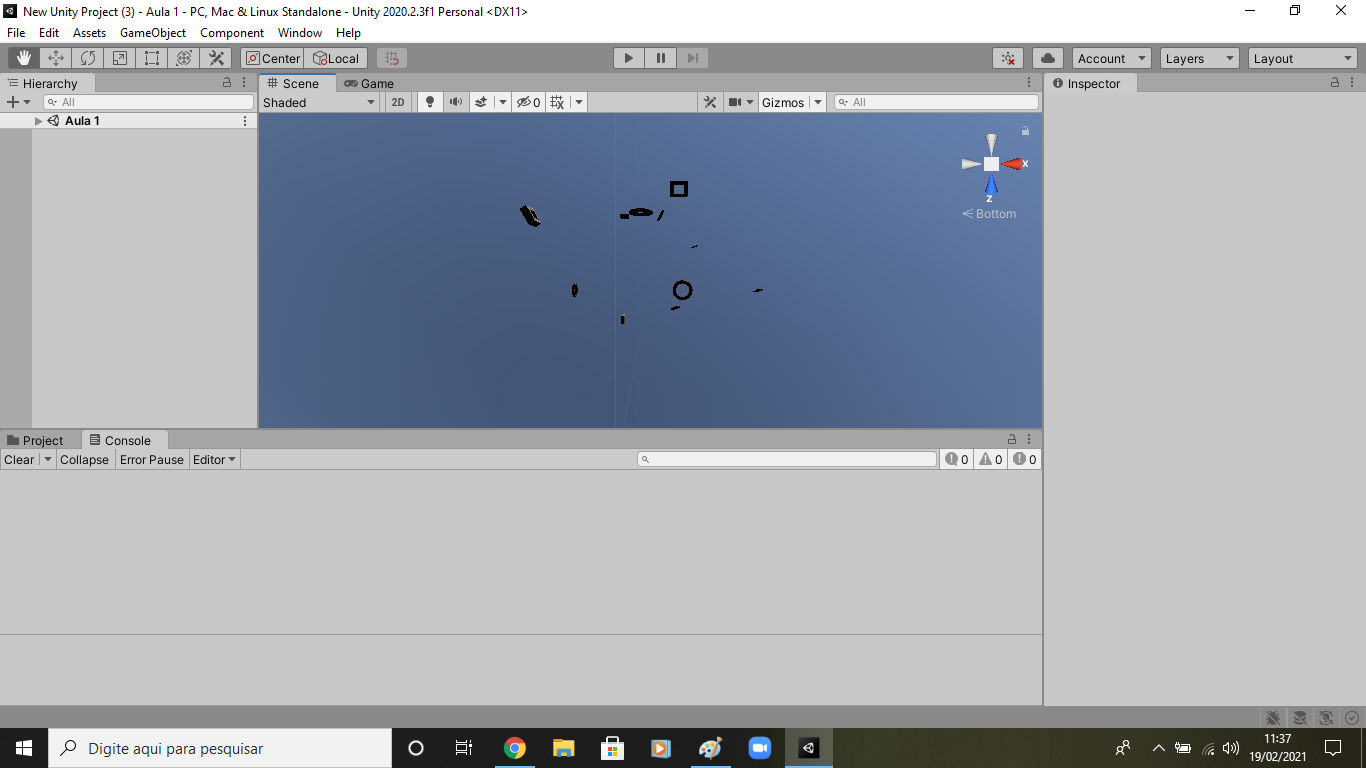 New Unity Project (3) - Aula 1 - PC, Mac & Linux Standalone - Unity 2020.2.3f1 Personal <DX11>
File Edit Assets GameObject Component Window Help
Center Local Account Layers Layout
Hierarchy Scene Game Inspector
All Shaded 2D 0 Gizmos All
Aula 1
x
z
Bottom
Project Console
Clear Collapse Error Pause Editor 0 0 0
Digite aqui para pesquisar
11:37
19/02/2021